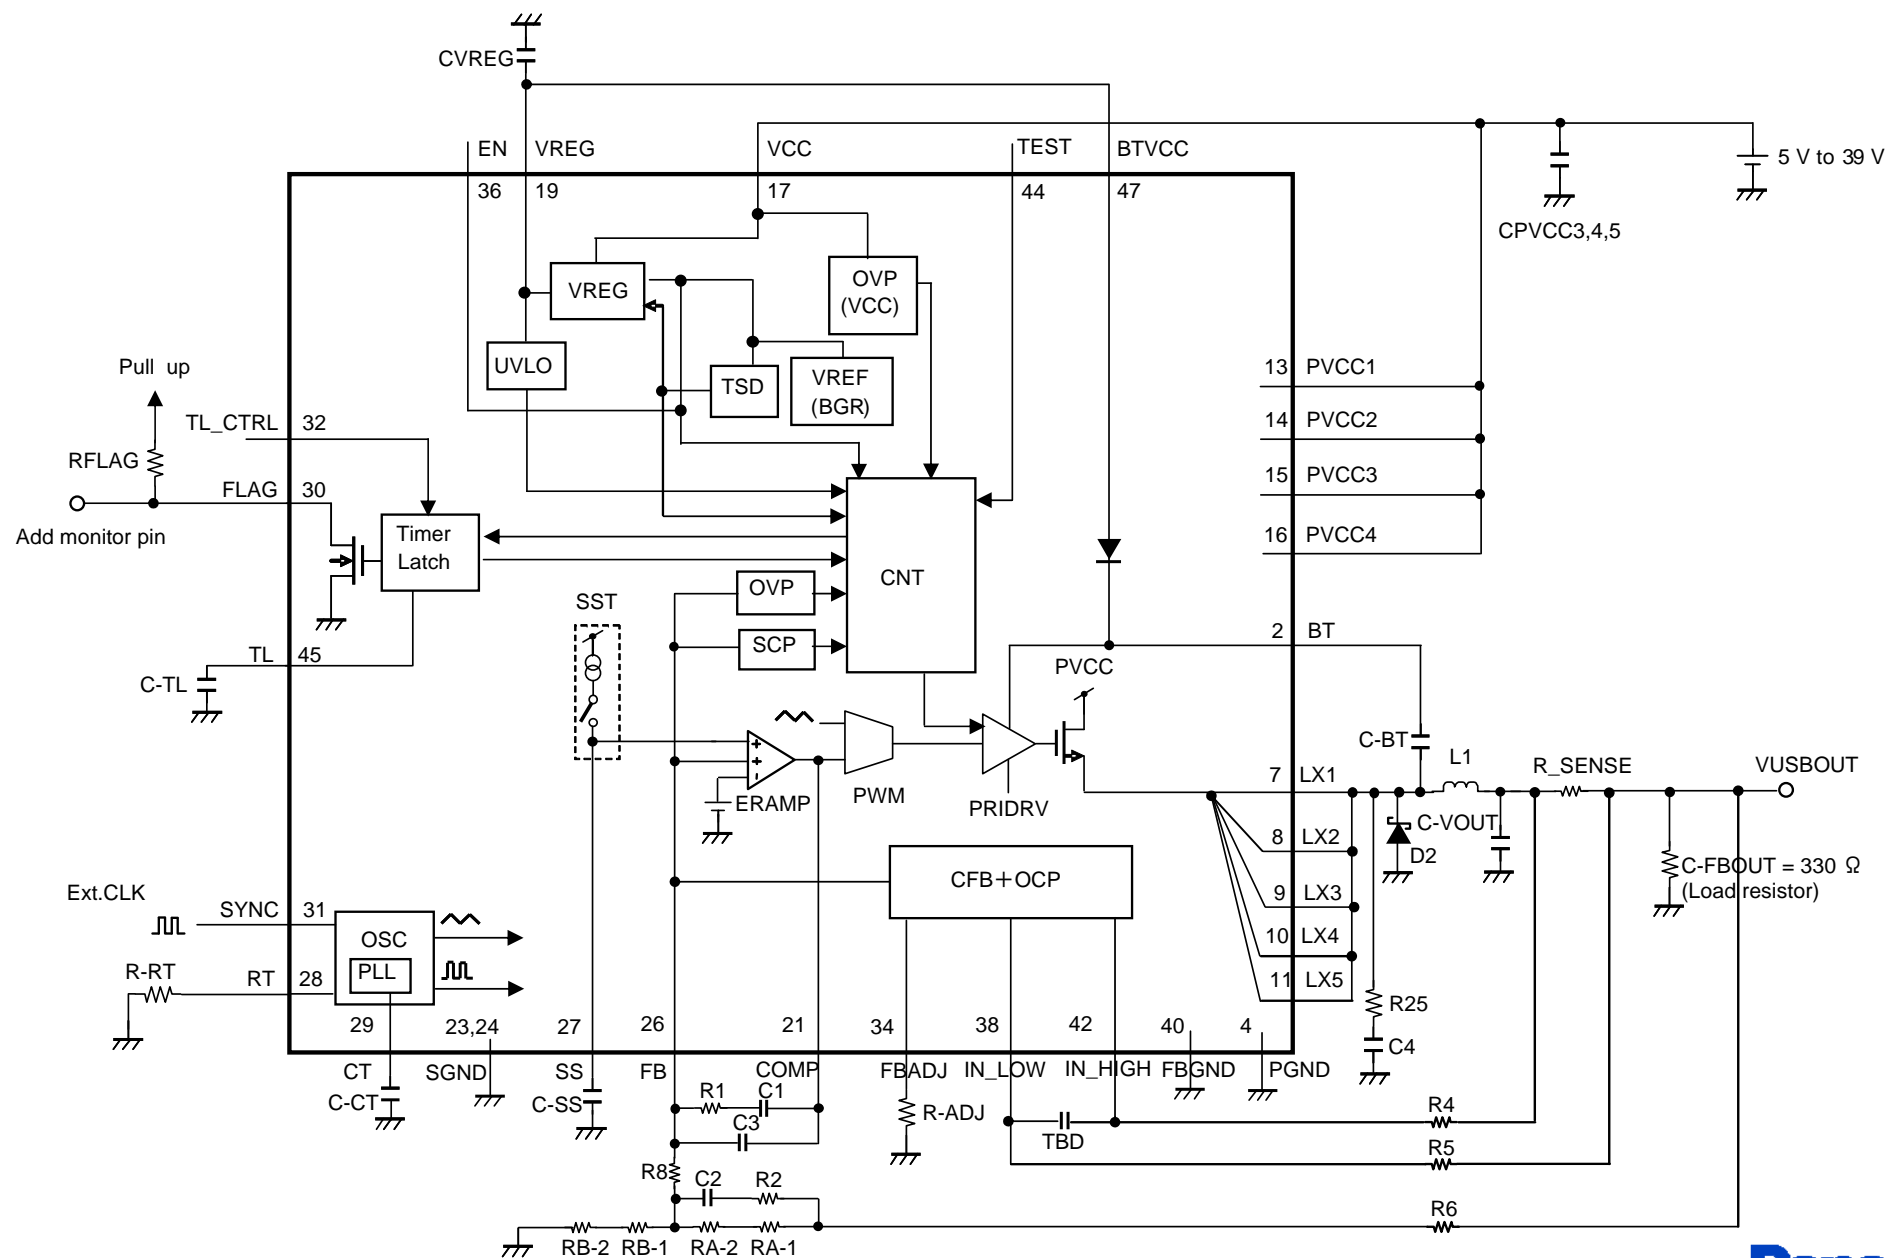 CVREG
EN
VREG
VCC
TEST
BTVCC
5 V to 39 V
36
19
17
44
47
CPVCC3,4,5
VREG
OVP
(VCC)
UVLO
TSD
VREF
(BGR)
Pull up
13
PVCC1
14
PVCC2
15
PVCC3
16
PVCC4
TL_CTRL
32
RFLAG
FLAG
30
Add monitor pin
Timer
Latch
CNT
OVP
SCP
SST
2
BT
PVCC
TL
45
C-TL
C-BT
L1
R_SENSE
VUSBOUT
7
LX1
ERAMP
PWM
PRIDRV
C-VOUT
D2
8
LX2
C-FBOUT = 330 Ω
(Load resistor)
CFB+OCP
9
LX3
Ext.CLK
SYNC
31
OSC
PLL
10
LX4
R-RT
RT
28
11
LX5
R25
29
23,24
27
26
21
34
38
42
40
4
C4
CT
SGND
SS
FB
COMP
FBADJ
IN_LOW
IN_HIGH
FBGND
PGND
C-CT
C-SS
R1
C1
R-ADJ
C3
TBD
R4
R5
R8
C2
R2
R6
RB-2
RB-1
RA-2
RA-1